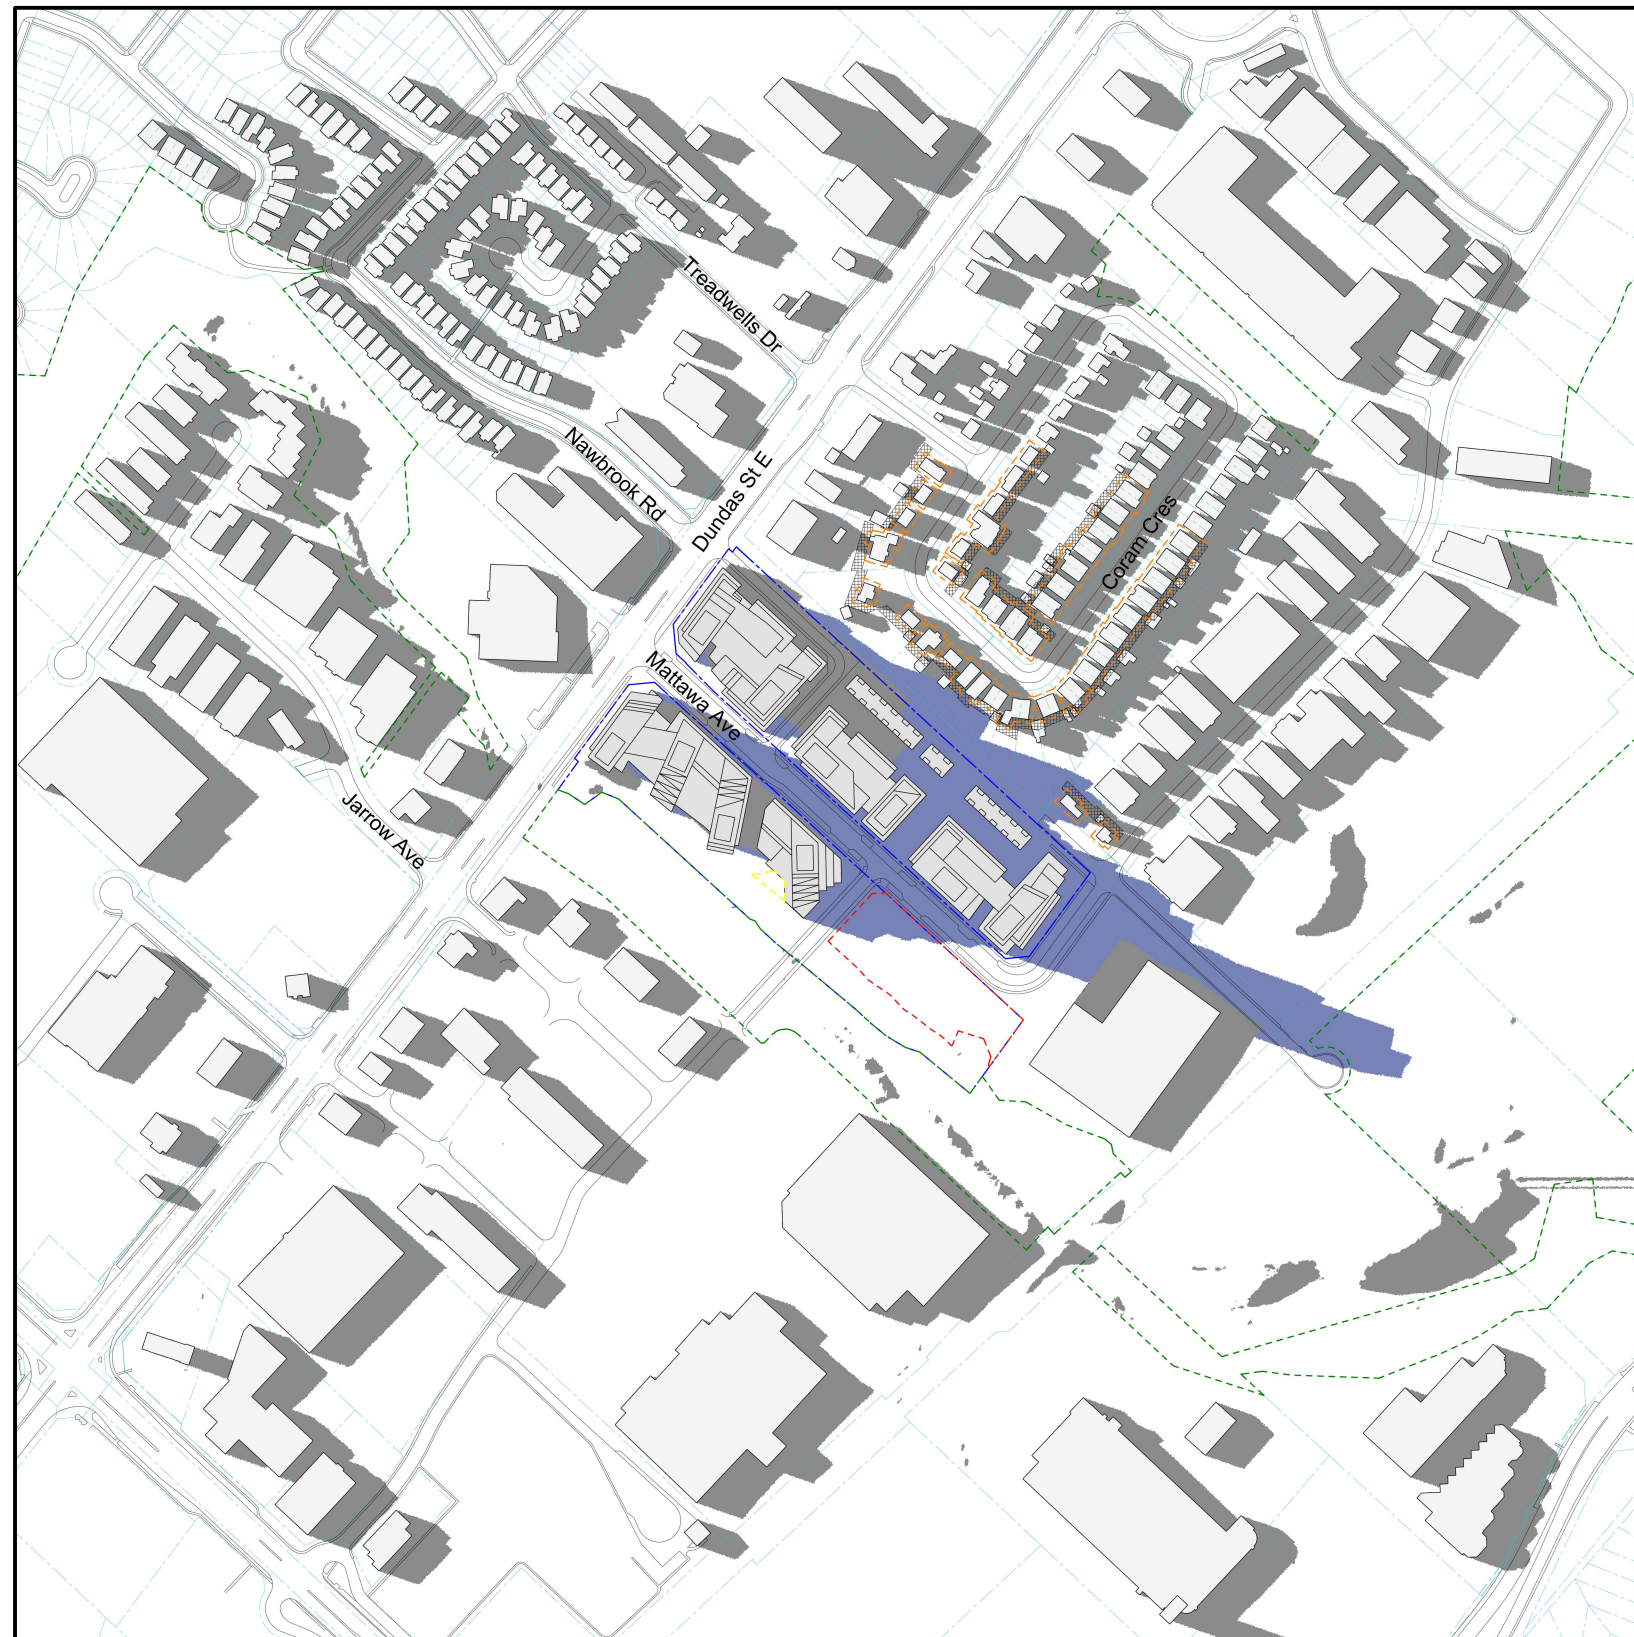 Treadwells Dr
Nawbrook Rd
Dundas St E
Coram Cres
Mattawa Ave
Jarrow Ave